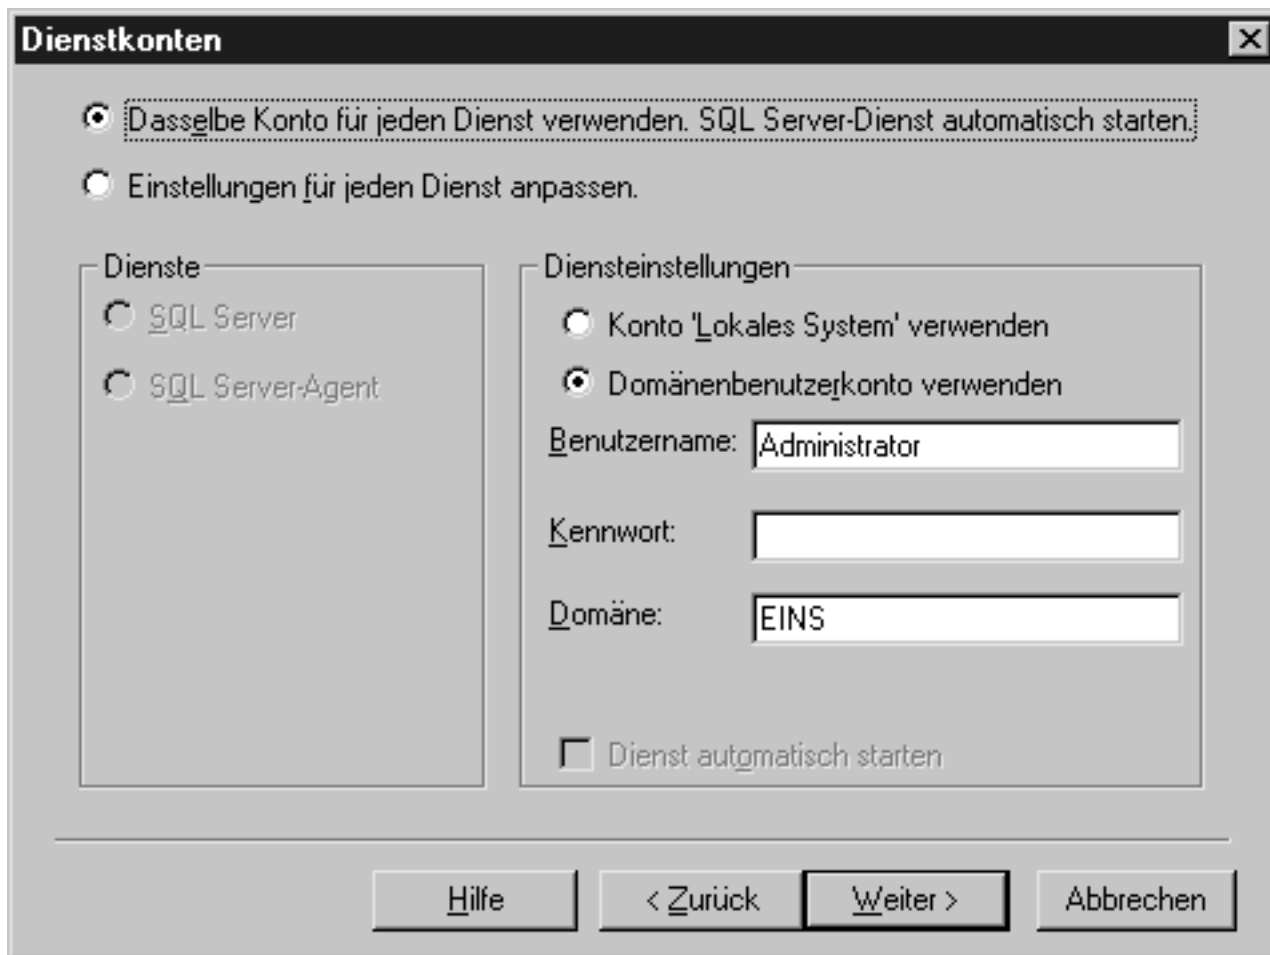 Dienstkonten
Dasselbe Konto für jeden Dienst verwenden. SQL Server-Dienst automatisch starten.
Einstellungen für jeden Dienst anpassen.
Dienste
SQL Server
SQL Server-Agent
Diensteinstellungen
Konto 'Lokales System' verwenden
Domänenbenutzerkonto verwenden
Benutzername: Administrator
Kennwort:
Domäne: EINS
Dienst automatisch starten
Hilfe < Zurück Weiter > Abbrechen